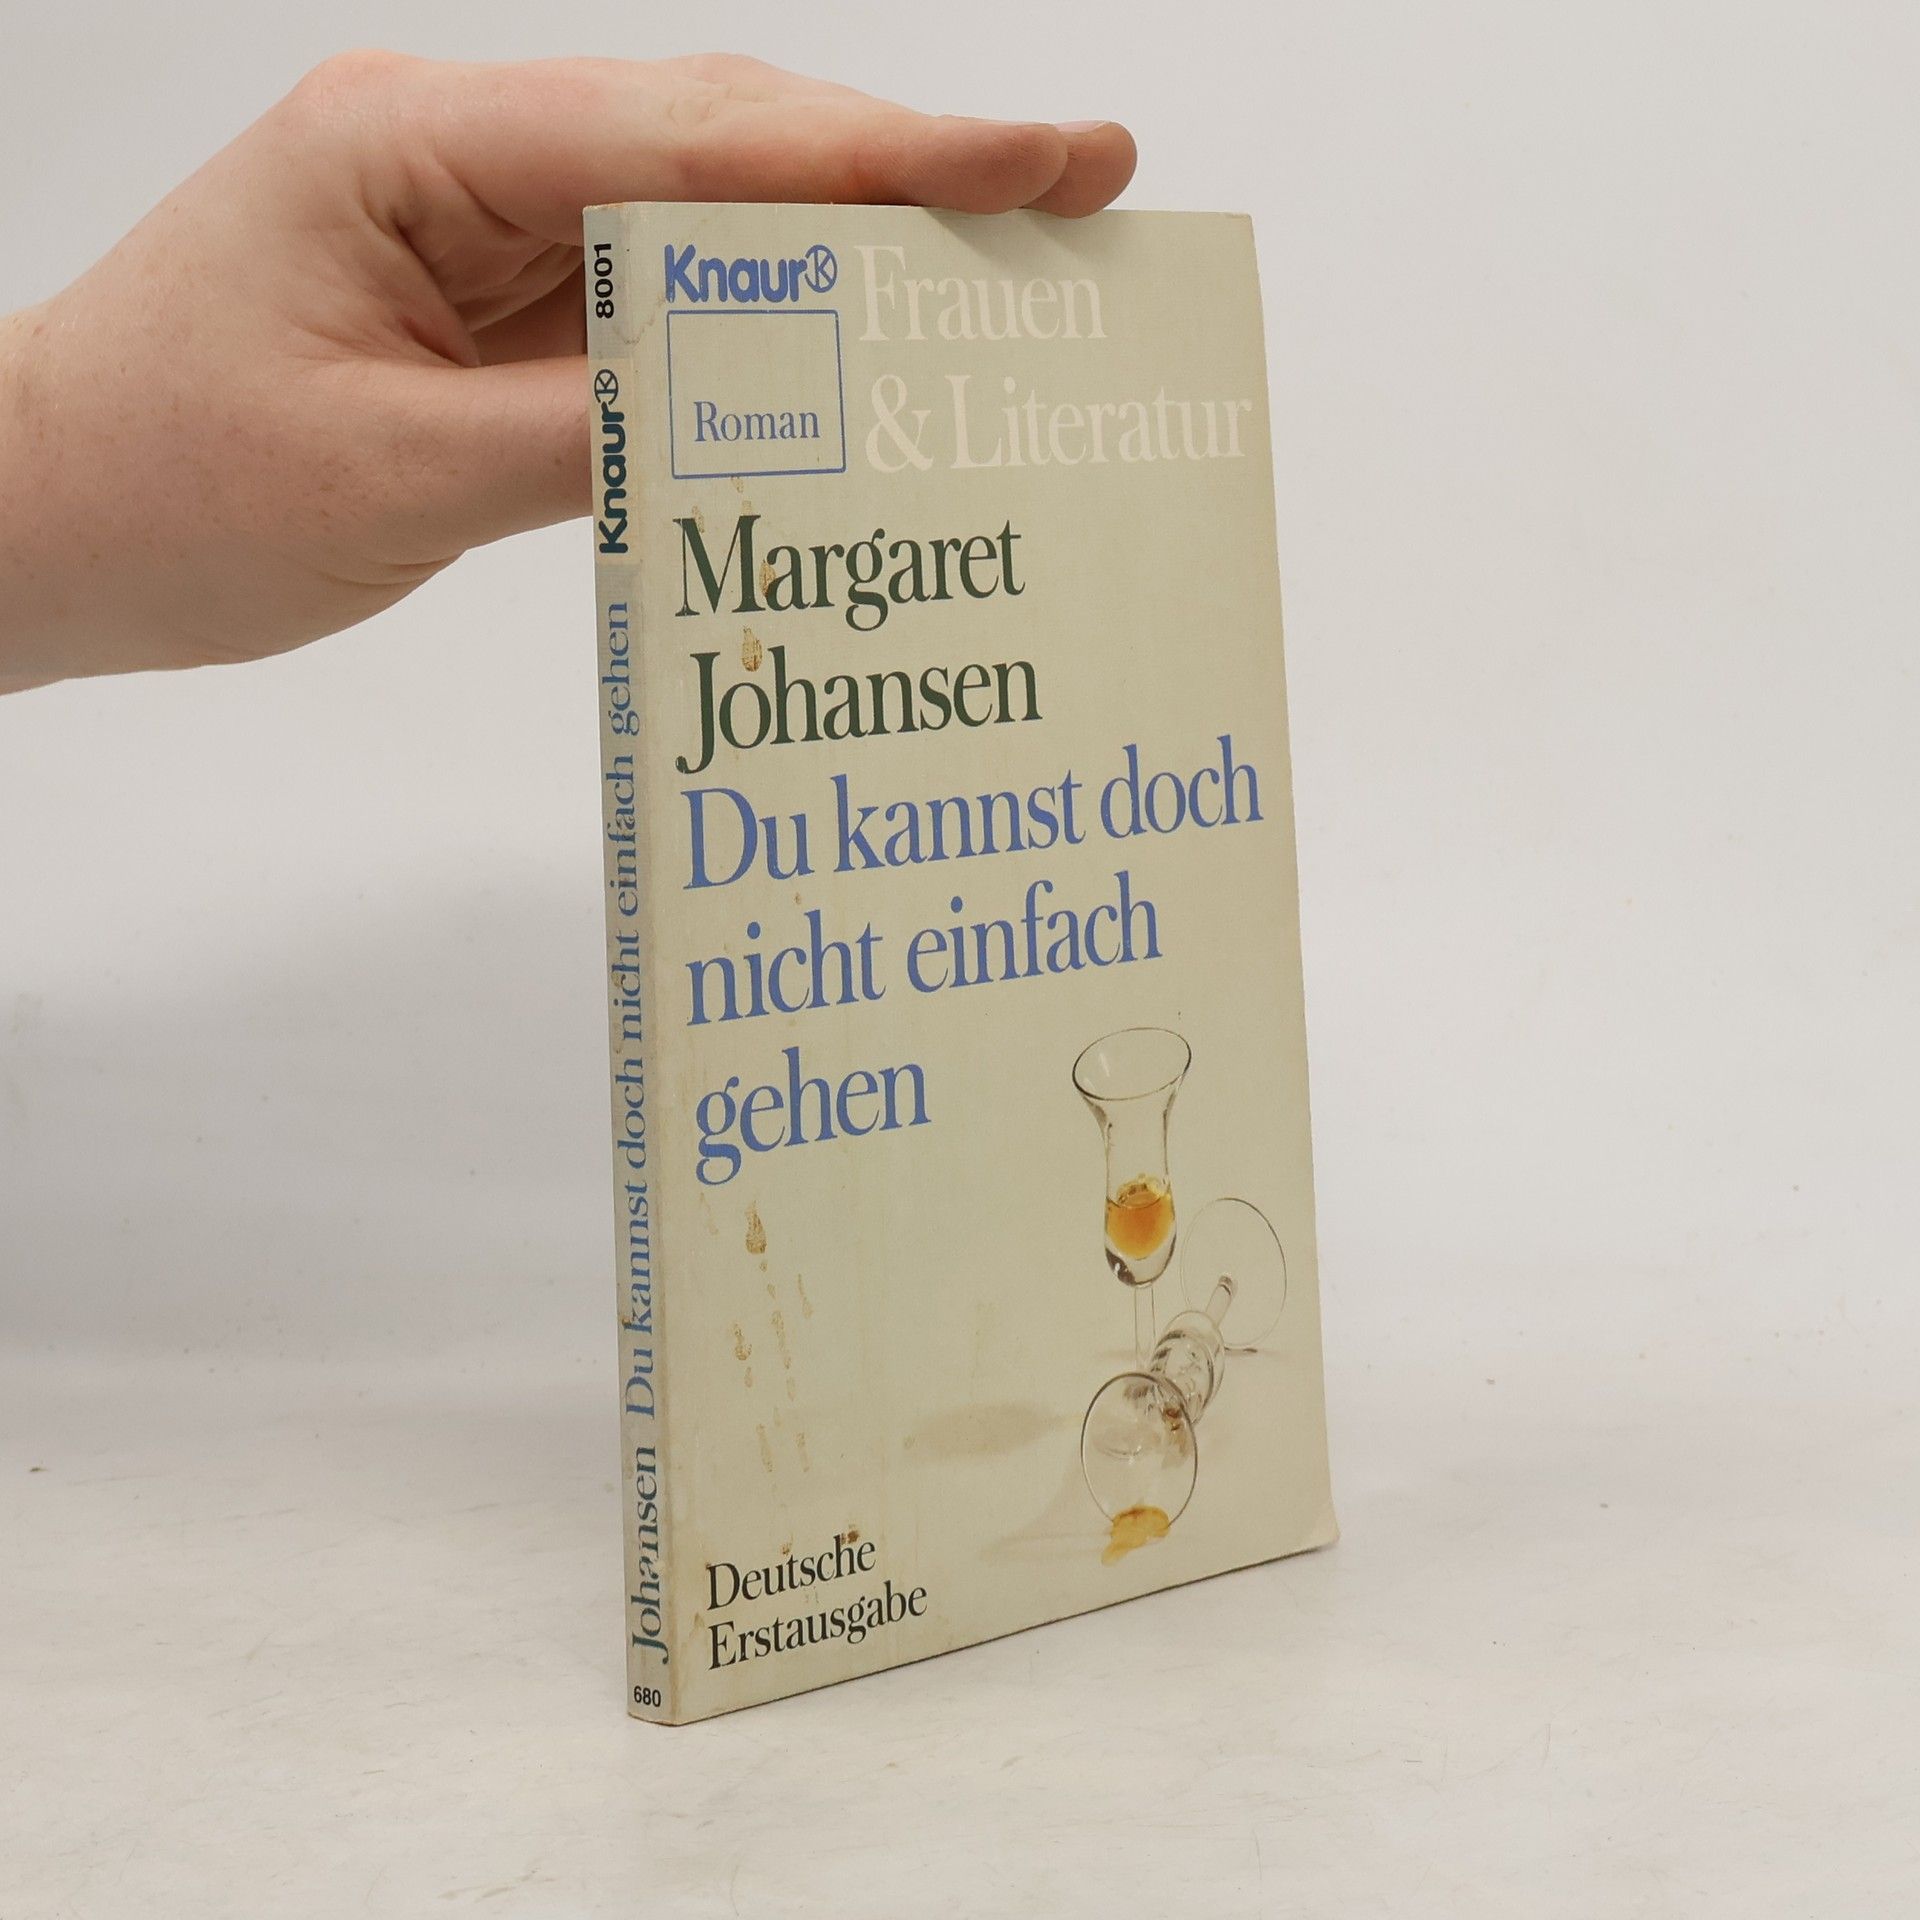 Knaur
Frauen
& Literatur
Roman
Margaret
Johansen
Du kannst doch
nicht einfach
gehen
Deutsche
Erstausgabe
8001
Knaur
Johansen Du kannst doch nicht einfach gehen
680